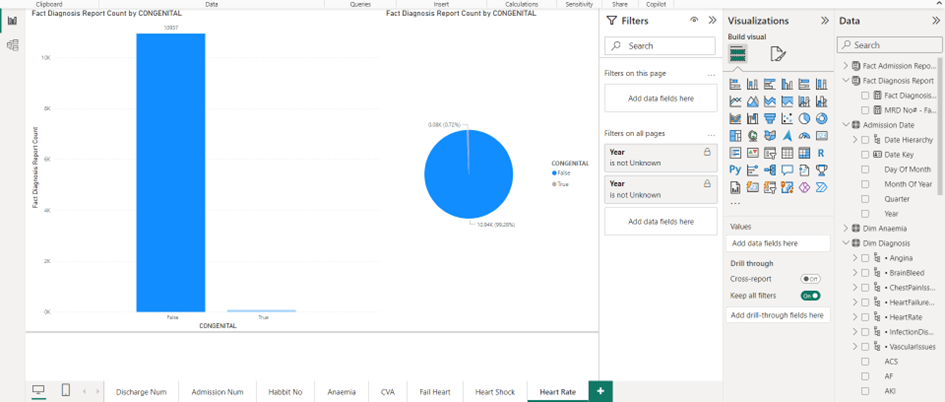 Clipboard
Data
Queries
Insert
Calculations
Sensitivity
Share
Copilot
Fact Diagnosis Report Count by CONGENITAL
10K
8K
6K
4K
2K
0K
Fact Diagnosis Report Count
False
True
CONGENITAL
Fact Diagnosis Report Count by CONGENITAL
0.08K (0.72%)
CONGENITAL
False
True
Filters
Search
Filters on this page
...
Add data fields here
Filters on all pages
...
Year
is not Unknown
Year
is not Unknown
Add data fields here
Visualizations
Build visual
R
Py
...
Values
Add data fields here
Drill through
Cross-report
Off
Keep all filters
On
Add drill-through fields here
Data
Search
Fact Admission Repo...
Fact Diagnosis Report
Fact Diagnosis...
MRD No# - Fa...
Admission Date
Date Hierarchy
Date Key
Day Of Month
Month Of Year
Quarter
Year
Dim Anaemia
Dim Diagnosis
• Angina
• BrainBleed
• ChestPainIss...
• HeartFailure...
• HeartRate
• InfectionDis...
• VascularIssues
ACS
AF
AKI
Discharge Num
Admission Num
Habbit No
Anaemia
CVA
Fail Heart
Heart Shock
Heart Rate
+